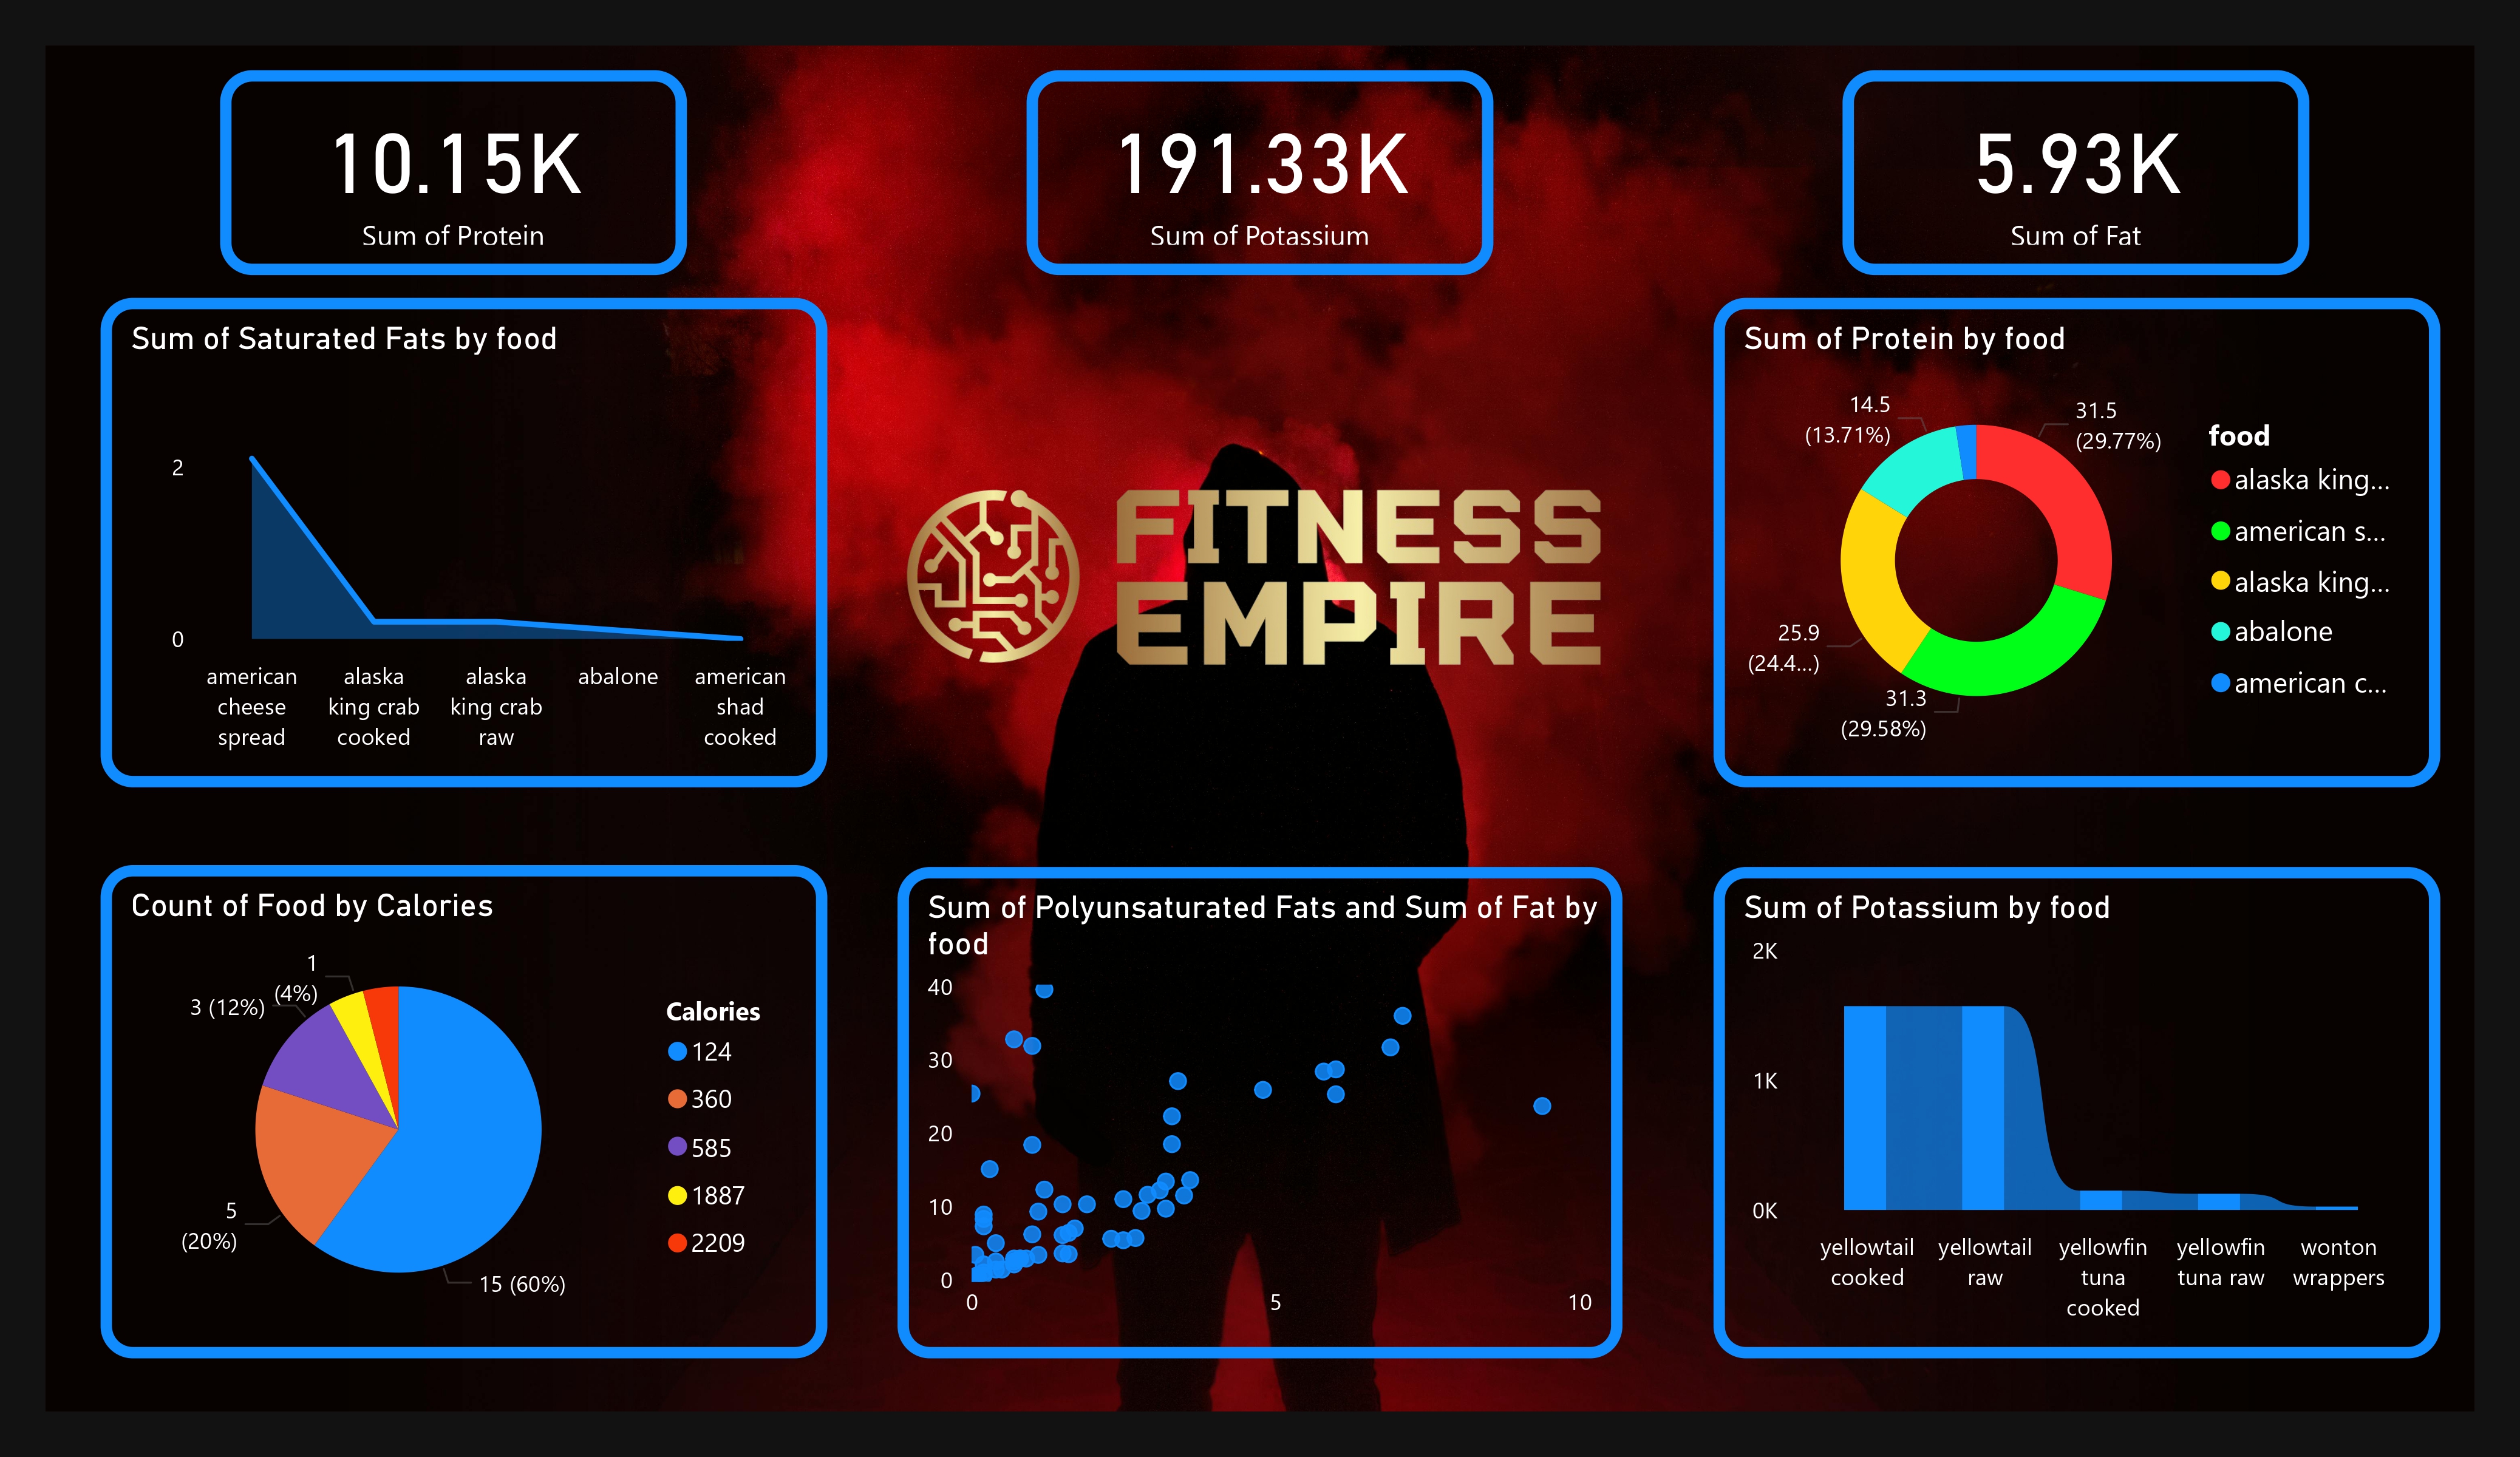 10.15K
Sum of Protein
191.33K
Sum of Potassium
5.93K
Sum of Fat
Sum of Saturated Fats by food
2
0
american cheese spread
alaska king crab cooked
alaska king crab raw
abalone
american shad cooked
FITNESS
EMPIRE
Sum of Protein by food
14.5
(13.71%)
31.5
(29.77%)
25.9
(24.4...)
31.3
(29.58%)
food
alaska king...
american s...
alaska king...
abalone
american c...
Count of Food by Calories
1
(4%)
3 (12%)
5
(20%)
15 (60%)
Calories
124
360
585
1887
2209
Sum of Polyunsaturated Fats and Sum of Fat by
food
40
30
20
10
0
0 5 10
Sum of Potassium by food
2K
1K
0K
yellowtail cooked
yellowtail raw
yellowfin tuna cooked
yellowfin tuna raw
wonton wrappers